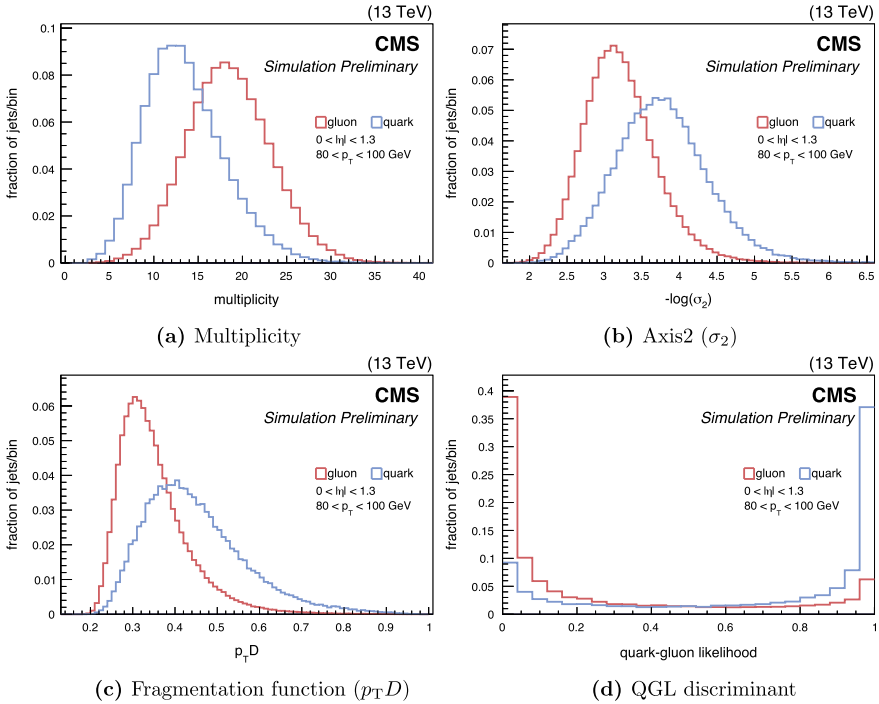 (13 TeV)
CMS
Simulation Preliminary
gluon quark
0 < |η| < 1.3
80 < p_T < 100 GeV
fraction of jets/bin
0.1
0.08
0.06
0.04
0.02
0
0 5 10 15 20 25 30 35 40
multiplicity
(a) Multiplicity
(13 TeV)
CMS
Simulation Preliminary
gluon quark
0 < |η| < 1.3
80 < p_T < 100 GeV
fraction of jets/bin
0.07
0.06
0.05
0.04
0.03
0.02
0.01
0
2 2.5 3 3.5 4 4.5 5 5.5 6 6.5
-log(σ_2)
(b) Axis2 (σ_2)
(13 TeV)
CMS
Simulation Preliminary
gluon quark
0 < |η| < 1.3
80 < p_T < 100 GeV
fraction of jets/bin
0.06
0.05
0.04
0.03
0.02
0.01
0
0.2 0.3 0.4 0.5 0.6 0.7 0.8 0.9 1
p_TD
(c) Fragmentation function (p_TD)
(13 TeV)
CMS
Simulation Preliminary
gluon quark
0 < |η| < 1.3
80 < p_T < 100 GeV
fraction of jets/bin
0.4
0.35
0.3
0.25
0.2
0.15
0.1
0.05
0
0 0.2 0.4 0.6 0.8 1
quark-gluon likelihood
(d) QGL discriminant